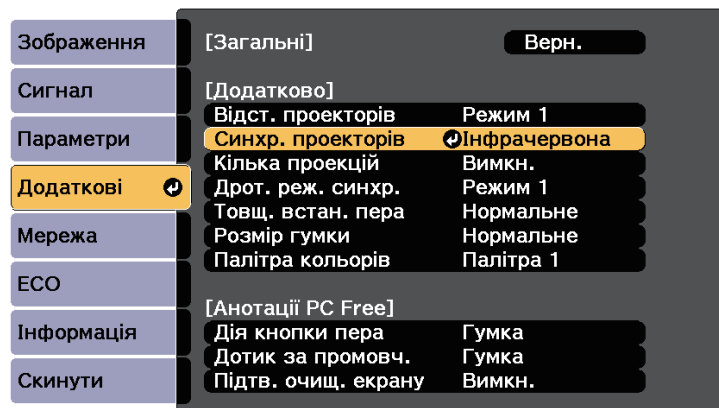 Зображення
Сигнал
Параметри
Додаткові
Мережа
ECO
Інформація
Скинути
[Загальні] Верн.
[Додатково]
Відст. проекторів Режим 1
Синхр. проекторів Інфрачервона
Кілька проекцій Вимкн.
Дрот. реж. синхр. Режим 1
Товщ. встан. пера Нормальне
Розмір гумки Нормальне
Палітра кольорів Палітра 1
[Анотації PC Free]
Дія кнопки пера Гумка
Дотик за промовч. Гумка
Підтв. очищ. екрану Вимкн.